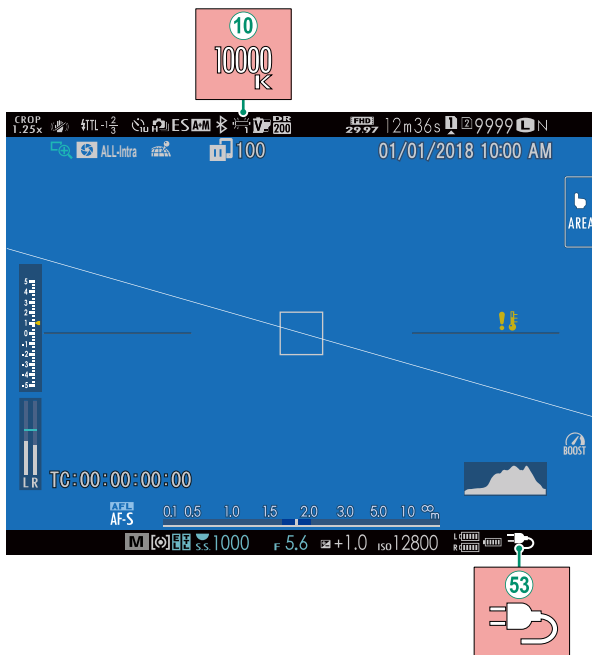 10
10000
K
CROP 1.25x TTL-1 2/3 H ES A+M V DR 200 FHD 29.97 12m36s 1 2 9999 L N
S ALL-Intra 100 01/01/2018 10:00 AM
AREA
5
4
3
2
1
0
-1
-2
-3
-4
-5
BOOST
L R TC:00:00:00:00
AFL
AF-S 0.1 0.5 1.0 1.5 2.0 3.0 5.0 10 ∞ m
M S.S. 1000 F 5.6 +1.0 ISO 12800 L R
53